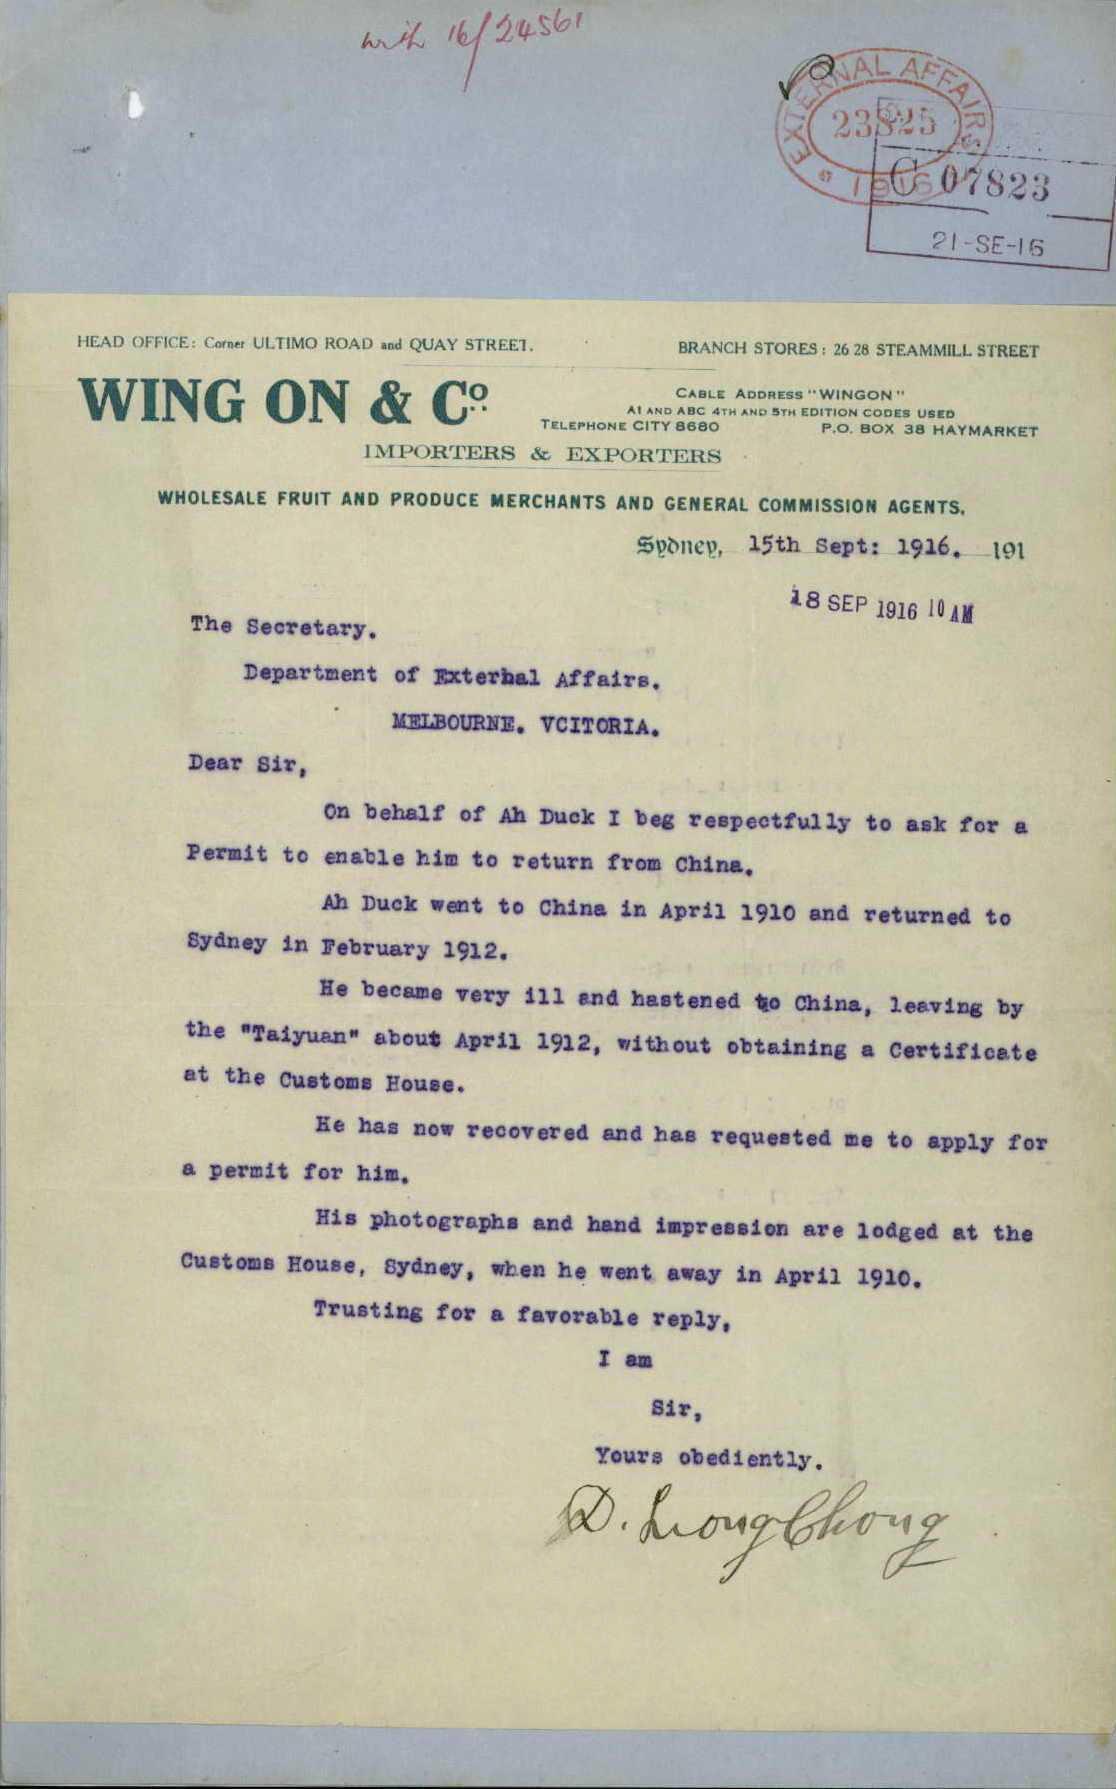 with 16/24561
EXTERNAL AFFAIRS
23825
1916
C 07823
21-SE-16
HEAD OFFICE: Corner ULTIMO ROAD and QUAY STREET.
BRANCH STORES: 26 28 STEAMMILL STREET
WING ON & Co.
CABLE ADDRESS "WINGON"
A1 AND ABC 4TH AND 5TH EDITION CODES USED
TELEPHONE CITY 8680
P.O. BOX 38 HAYMARKET
IMPORTERS & EXPORTERS
WHOLESALE FRUIT AND PRODUCE MERCHANTS AND GENERAL COMMISSION AGENTS.
Sydney, 15th Sept: 1916. 191
18 SEP 1916 10 AM
The Secretary.
Department of External Affairs.
MELBOURNE. VCITORIA.
Dear Sir,
On behalf of Ah Duck I beg respectfully to ask for a
Permit to enable him to return from China.
Ah Duck went to China in April 1910 and returned to
Sydney in February 1912.
He became very ill and hastened to China, leaving by
the "Taiyuan" about April 1912, without obtaining a Certificate
at the Customs House.
He has now recovered and has requested me to apply for
a permit for him.
His photographs and hand impression are lodged at the
Customs House, Sydney, when he went away in April 1910.
Trusting for a favorable reply,
I am
Sir,
Yours obediently.
D. Leong Chong